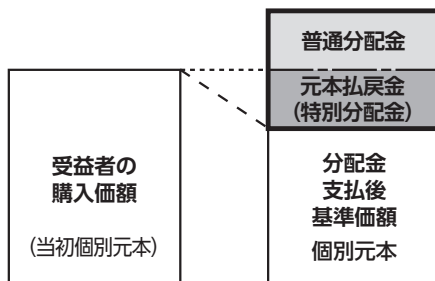 普通分配金
元本払戻金
(特別分配金)
受益者の
購入価額
(当初個別元本)
分配金
支払後
基準価額
個別元本